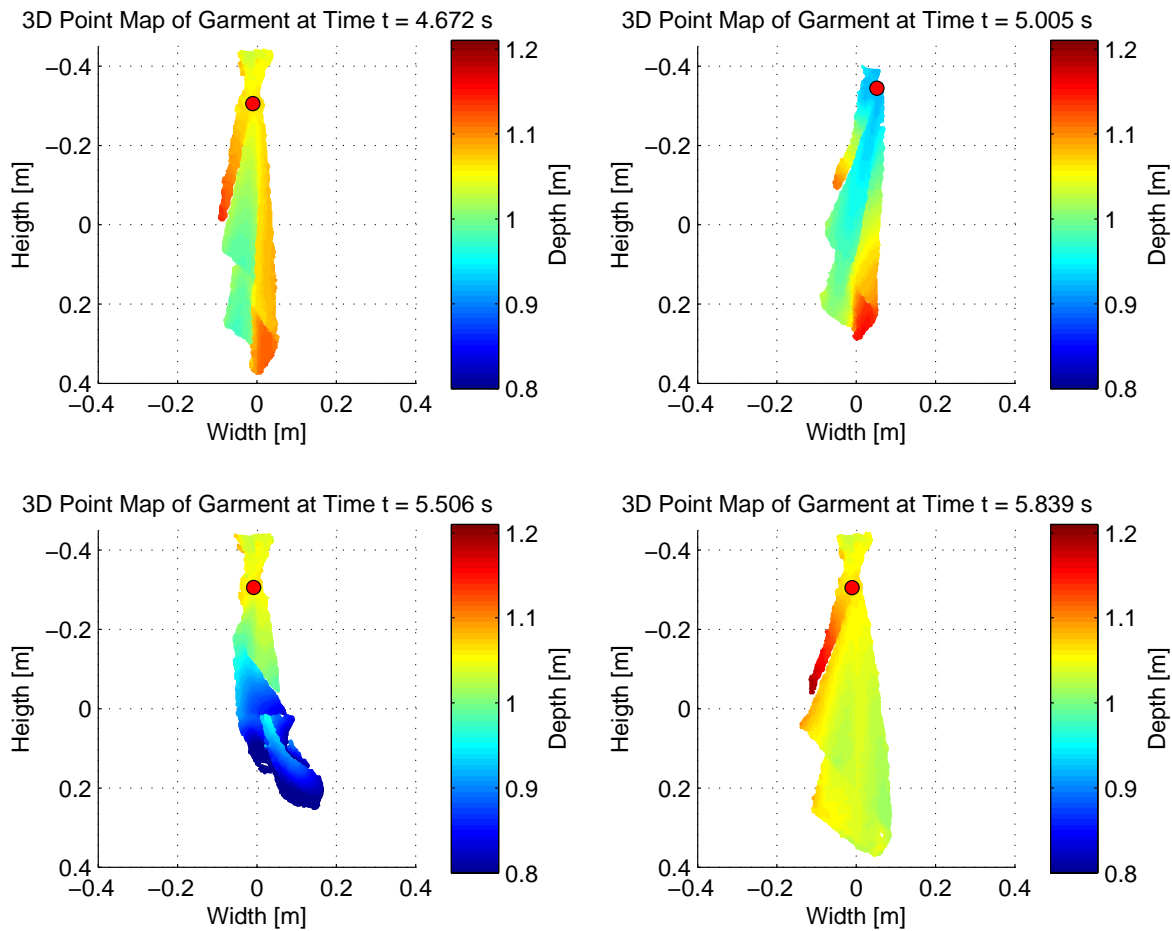 3D Point Map of Garment at Time t = 4.672 s
−0.4
−0.2
0
0.2
0.4
Heigth [m]
−0.4 −0.2 0 0.2 0.4
Width [m]
1.2
1.1
1
0.9
0.8
Depth [m]
3D Point Map of Garment at Time t = 5.005 s
−0.4
−0.2
0
0.2
0.4
Heigth [m]
−0.4 −0.2 0 0.2 0.4
Width [m]
1.2
1.1
1
0.9
0.8
Depth [m]
3D Point Map of Garment at Time t = 5.506 s
−0.4
−0.2
0
0.2
0.4
Heigth [m]
−0.4 −0.2 0 0.2 0.4
Width [m]
1.2
1.1
1
0.9
0.8
Depth [m]
3D Point Map of Garment at Time t = 5.839 s
−0.4
−0.2
0
0.2
0.4
Heigth [m]
−0.4 −0.2 0 0.2 0.4
Width [m]
1.2
1.1
1
0.9
0.8
Depth [m]